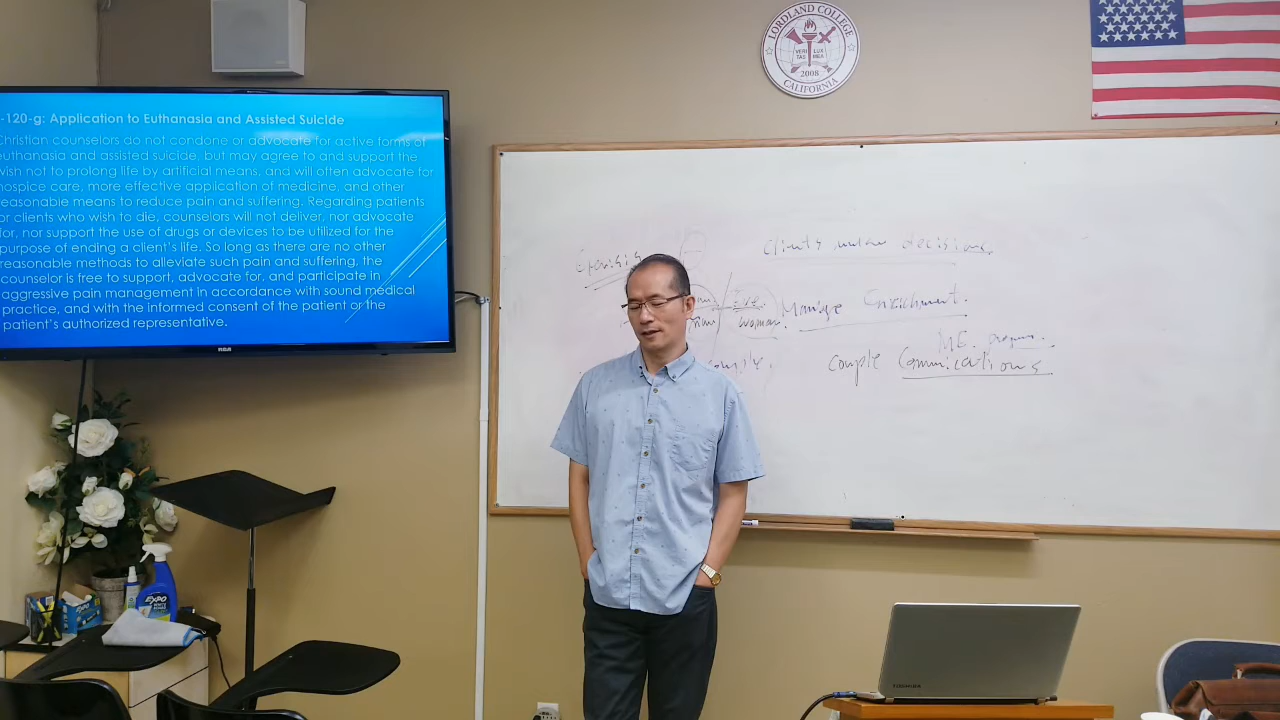 -120-g: Application to Euthanasia and Assisted Suicide
Christian counselors do not condone or advocate for active forms of
euthanasia and assisted suicide, but may agree to and support the
wish not to prolong life by artificial means, and will often advocate for
hospice care, more effective application of medicine, and other
reasonable means to reduce pain and suffering. Regarding patients
or clients who wish to die, counselors will not deliver, nor advocate
for, nor support the use of drugs or devices to be utilized for the
purpose of ending a client's life. So long as there are no other
reasonable methods to alleviate such pain and suffering, the
counselor is free to support, advocate for, and participate in
aggressive pain management in accordance with sound medical
practice, and with the informed consent of the patient or the
patient's authorized representative.
RCA
LORDLAND COLLEGE
VERI LUX
TAS MEA
2008
CALIFORNIA
Clients decisions
Eve.
woman.
Enrichment.
M.E.
couple
EXPO
TOSHIBA